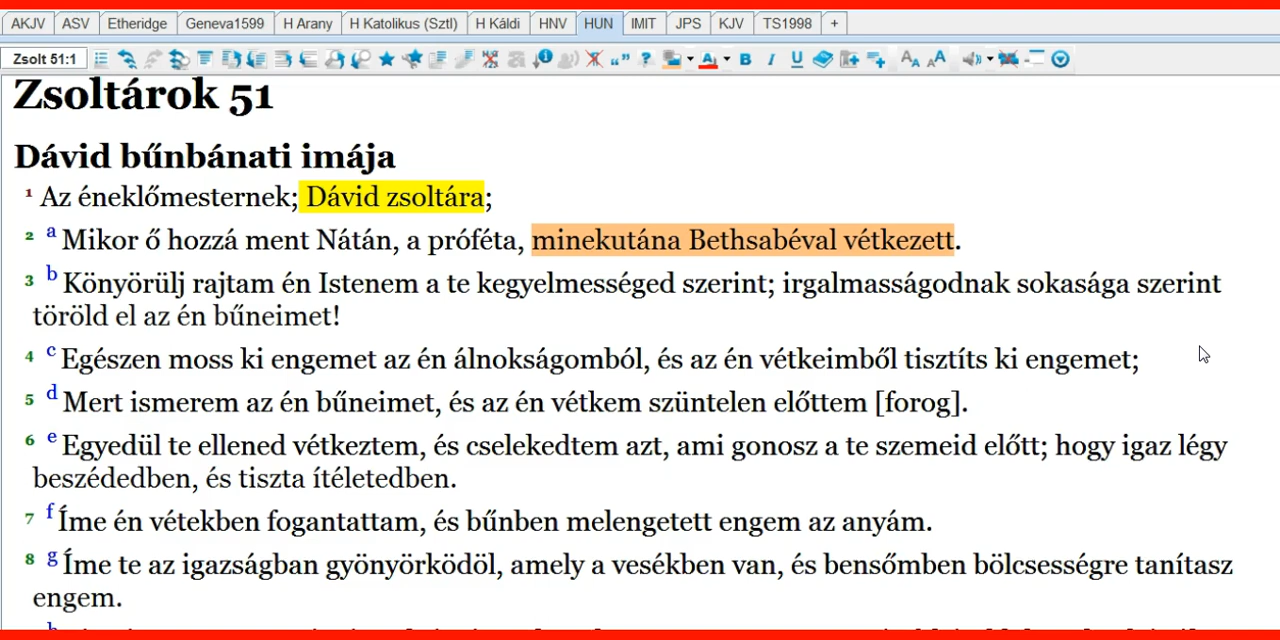 AKJV ASV Etheridge Geneva1599 H Arany H Katolikus (Sztl) H Káldi HNV HUN IMIT JPS KJV TS1998 +
Zsolt 51:1
Zsoltárok 51
Dávid bűnbánati imája
1 Az éneklőmesternek; Dávid zsoltára;
2 a Mikor ő hozzá ment Nátán, a próféta, minekutána Bethsabéval vétkezett.
3 b Könyörülj rajtam én Istenem a te kegyelmességed szerint; irgalmasságodnak sokasága szerint
töröld el az én bűneimet!
4 c Egészen moss ki engemet az én álnokságomból, és az én vétkeimből tisztíts ki engemet;
5 d Mert ismerem az én bűneimet, és az én vétkem szüntelen előttem [forog].
6 e Egyedül te ellened vétkeztem, és cselekedtem azt, ami gonosz a te szemeid előtt; hogy igaz légy
beszédedben, és tiszta ítéletedben.
7 f Íme én vétekben fogantattam, és bűnben melengetett engem az anyám.
8 g Íme te az igazságban gyönyörködöl, amely a vesékben van, és bensőmben bölcsességre tanítasz
engem.